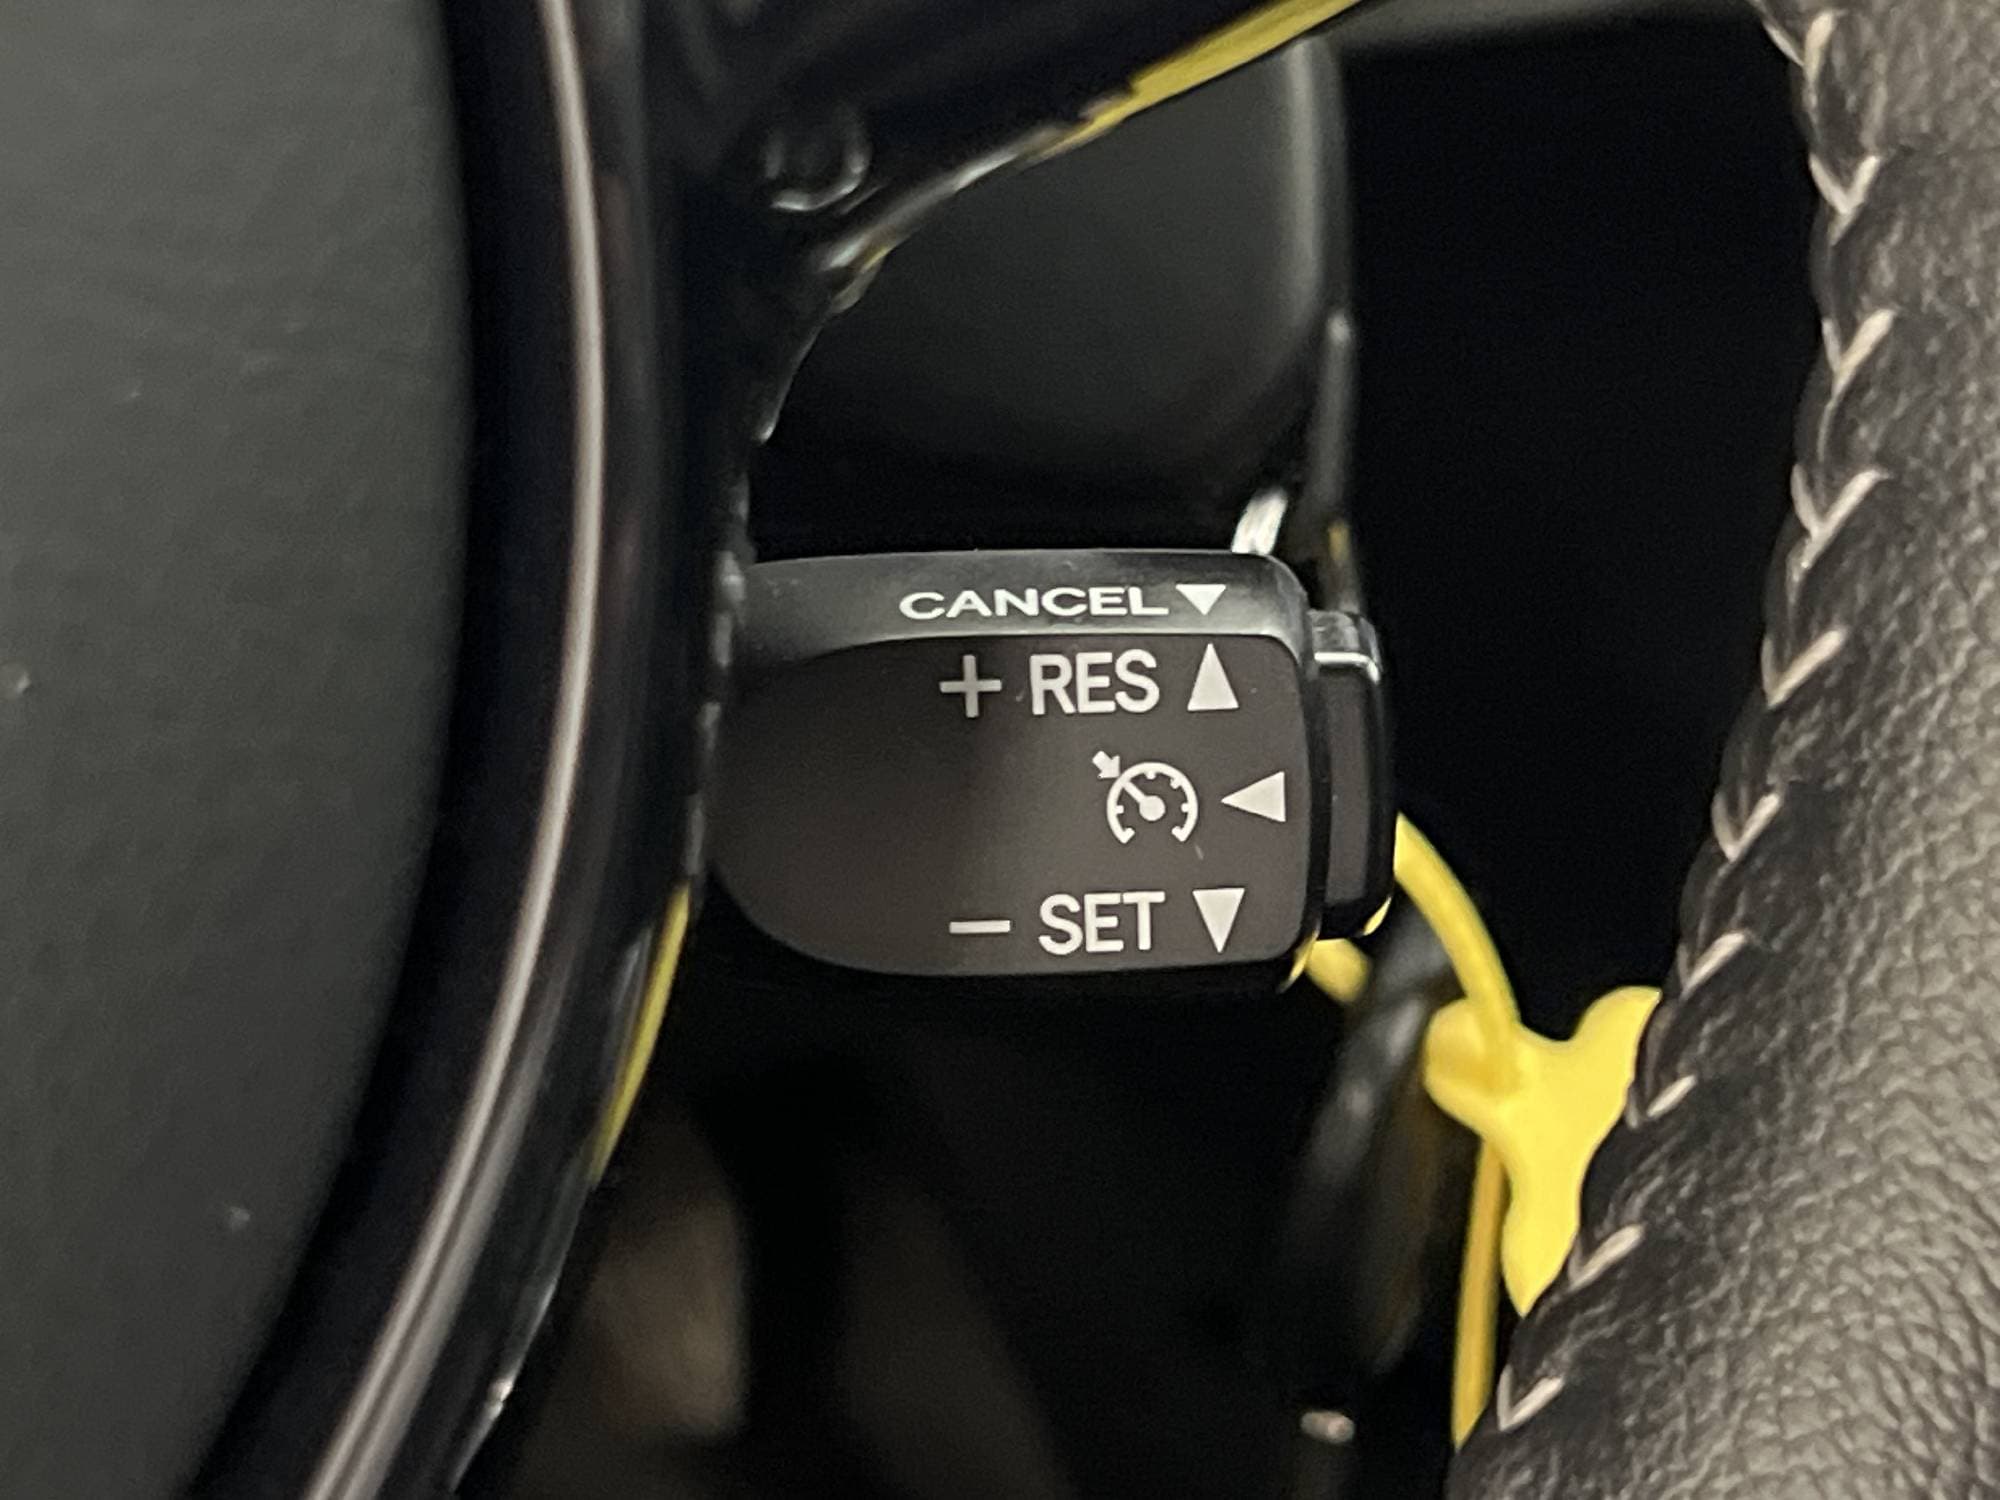 CANCEL▼
+ RES ▲
◀
− SET ▼